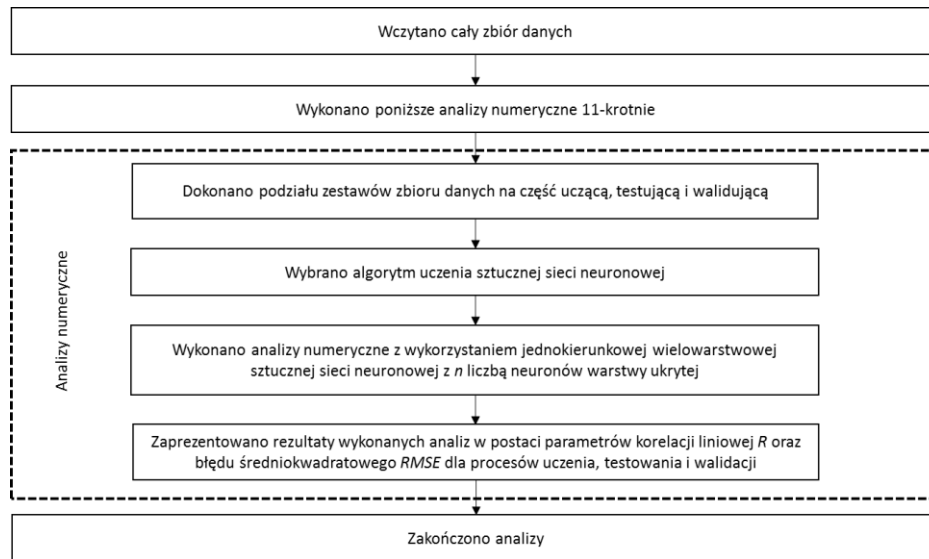 Wczytano cały zbiór danych
Wykonano poniższe analizy numeryczne 11-krotnie
Analizy numeryczne
Dokonano podziału zestawów zbioru danych na część uczącą, testującą i walidującą
Wybrano algorytm uczenia sztucznej sieci neuronowej
Wykonano analizy numeryczne z wykorzystaniem jednokierunkowej wielowarstwowej
sztucznej sieci neuronowej z n liczbą neuronów warstwy ukrytej
Zaprezentowano rezultaty wykonanych analiz w postaci parametrów korelacji liniowej R oraz
błędu średniokwadratowego RMSE dla procesów uczenia, testowania i walidacji
Zakończono analizy